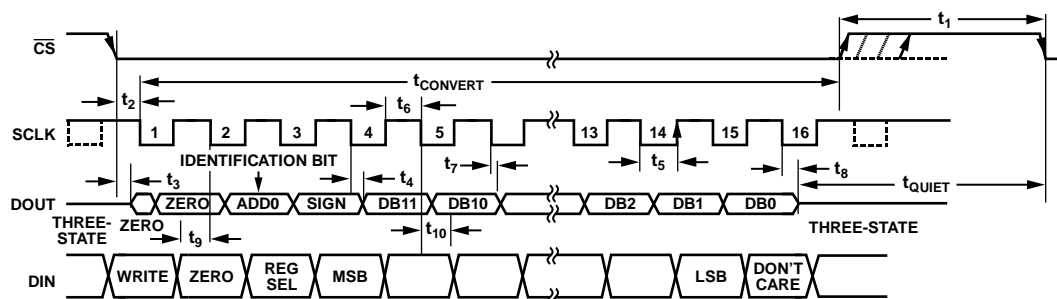 t1
CS
tCONVERT
t2
t6
SCLK
1 2 3 4 5 13 14 15 16
IDENTIFICATION BIT
t3
t4
t7
t5
t8
tQUIET
DOUT
ZERO ADD0 SIGN DB11 DB10 DB2 DB1 DB0
THREE-STATE
ZERO
t9
t10
THREE-STATE
DIN
WRITE ZERO REG SEL MSB LSB DON'T CARE